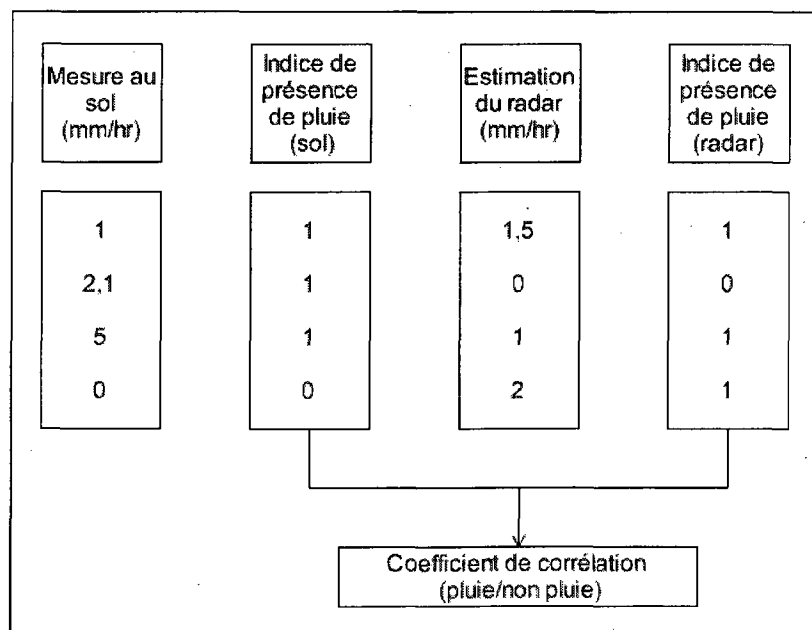 Mesure au
sol
(mm/hr)
Indice de
présence
de pluie
(sol)
Estimation
du radar
(mm/hr)
Indice de
présence
de pluie
(radar)
1
2,1
5
0
1
1
1
0
1,5
0
1
2
1
0
1
1
Coefficient de corrélation
(pluie/non pluie)